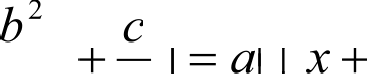 b² + c/ | = a| | x +